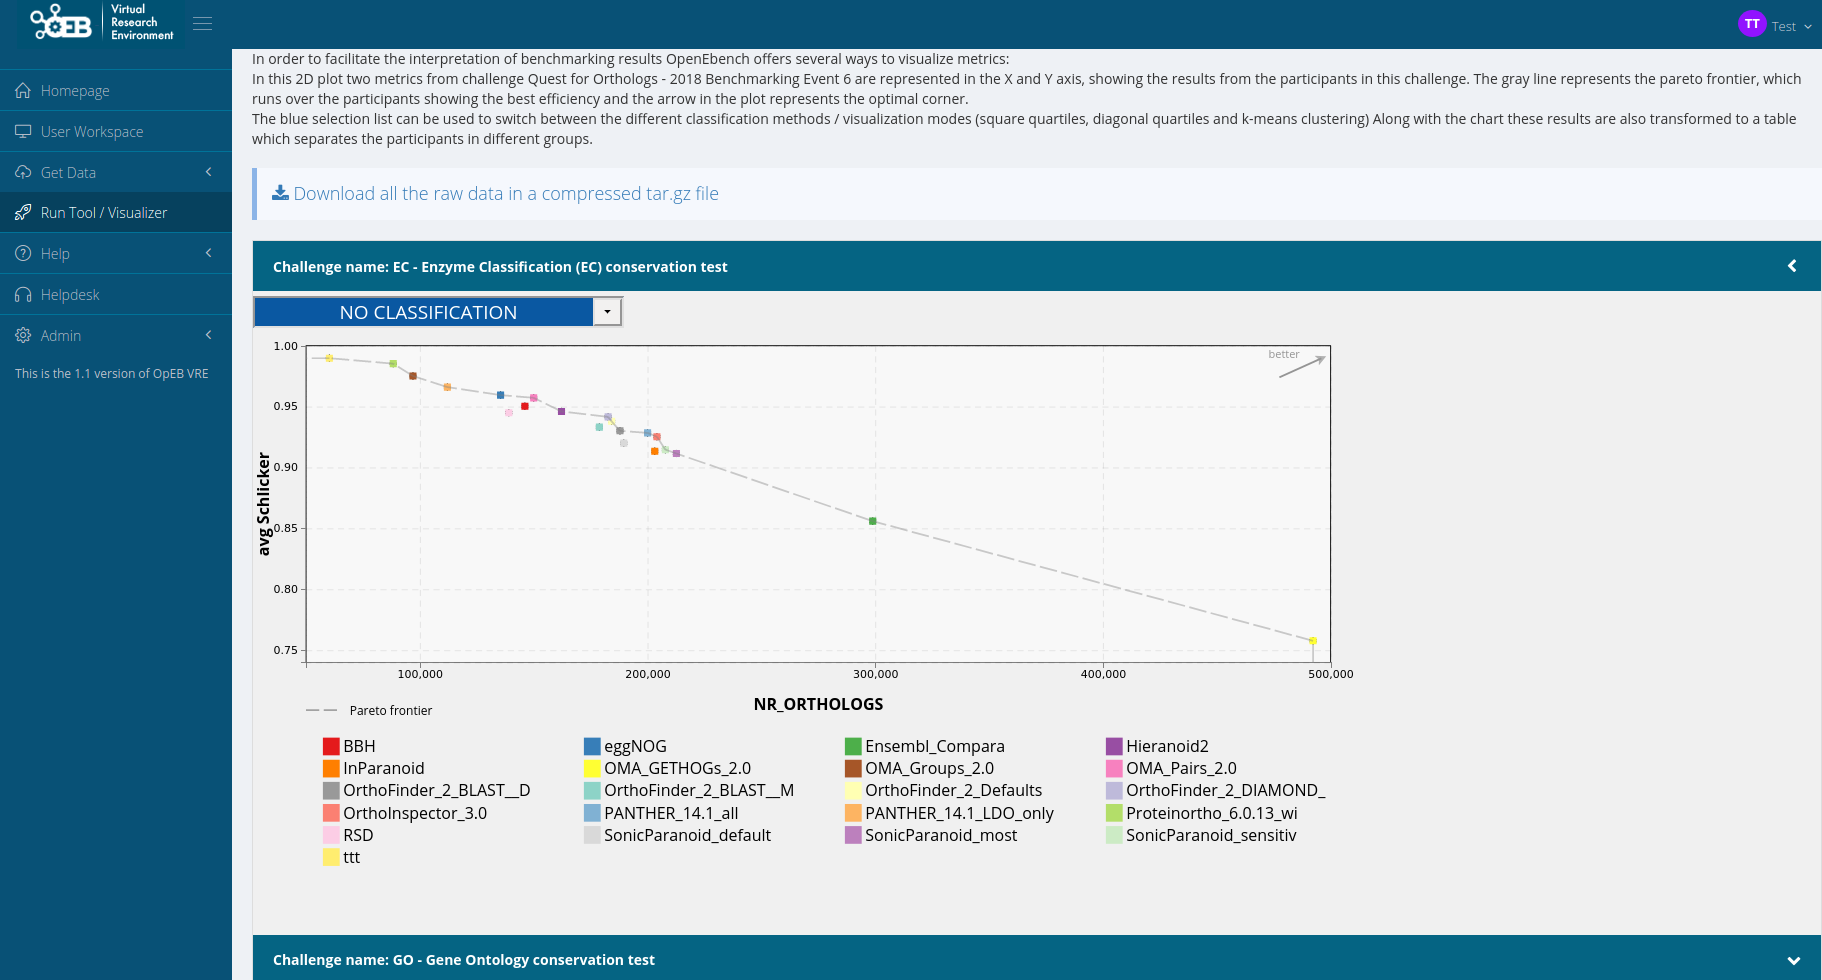 OEB
Virtual
Research
Environment
TT
Test
Homepage
User Workspace
Get Data
Run Tool / Visualizer
Help
Helpdesk
Admin
This is the 1.1 version of OpEB VRE
In order to facilitate the interpretation of benchmarking results OpenEbench offers several ways to visualize metrics:
In this 2D plot two metrics from challenge Quest for Orthologs - 2018 Benchmarking Event 6 are represented in the X and Y axis, showing the results from the participants in this challenge. The gray line represents the pareto frontier, which
runs over the participants showing the best efficiency and the arrow in the plot represents the optimal corner.
The blue selection list can be used to switch between the different classification methods / visualization modes (square quartiles, diagonal quartiles and k-means clustering) Along with the chart these results are also transformed to a table
which separates the participants in different groups.
Download all the raw data in a compressed tar.gz file
Challenge name: EC - Enzyme Classification (EC) conservation test
NO CLASSIFICATION
better
1.00
0.95
0.90
0.85
0.80
0.75
avg Schlicker
100,000 200,000 300,000 400,000 500,000
NR_ORTHOLOGS
Pareto frontier
BBH eggNOG Ensembl_Compara Hieranoid2
InParanoid OMA_GETHOGs_2.0 OMA_Groups_2.0 OMA_Pairs_2.0
OrthoFinder_2_BLAST__D OrthoFinder_2_BLAST__M OrthoFinder_2_Defaults OrthoFinder_2_DIAMOND_
OrthoInspector_3.0 PANTHER_14.1_all PANTHER_14.1_LDO_only Proteinortho_6.0.13_wi
RSD SonicParanoid_default SonicParanoid_most SonicParanoid_sensitiv
ttt
Challenge name: GO - Gene Ontology conservation test